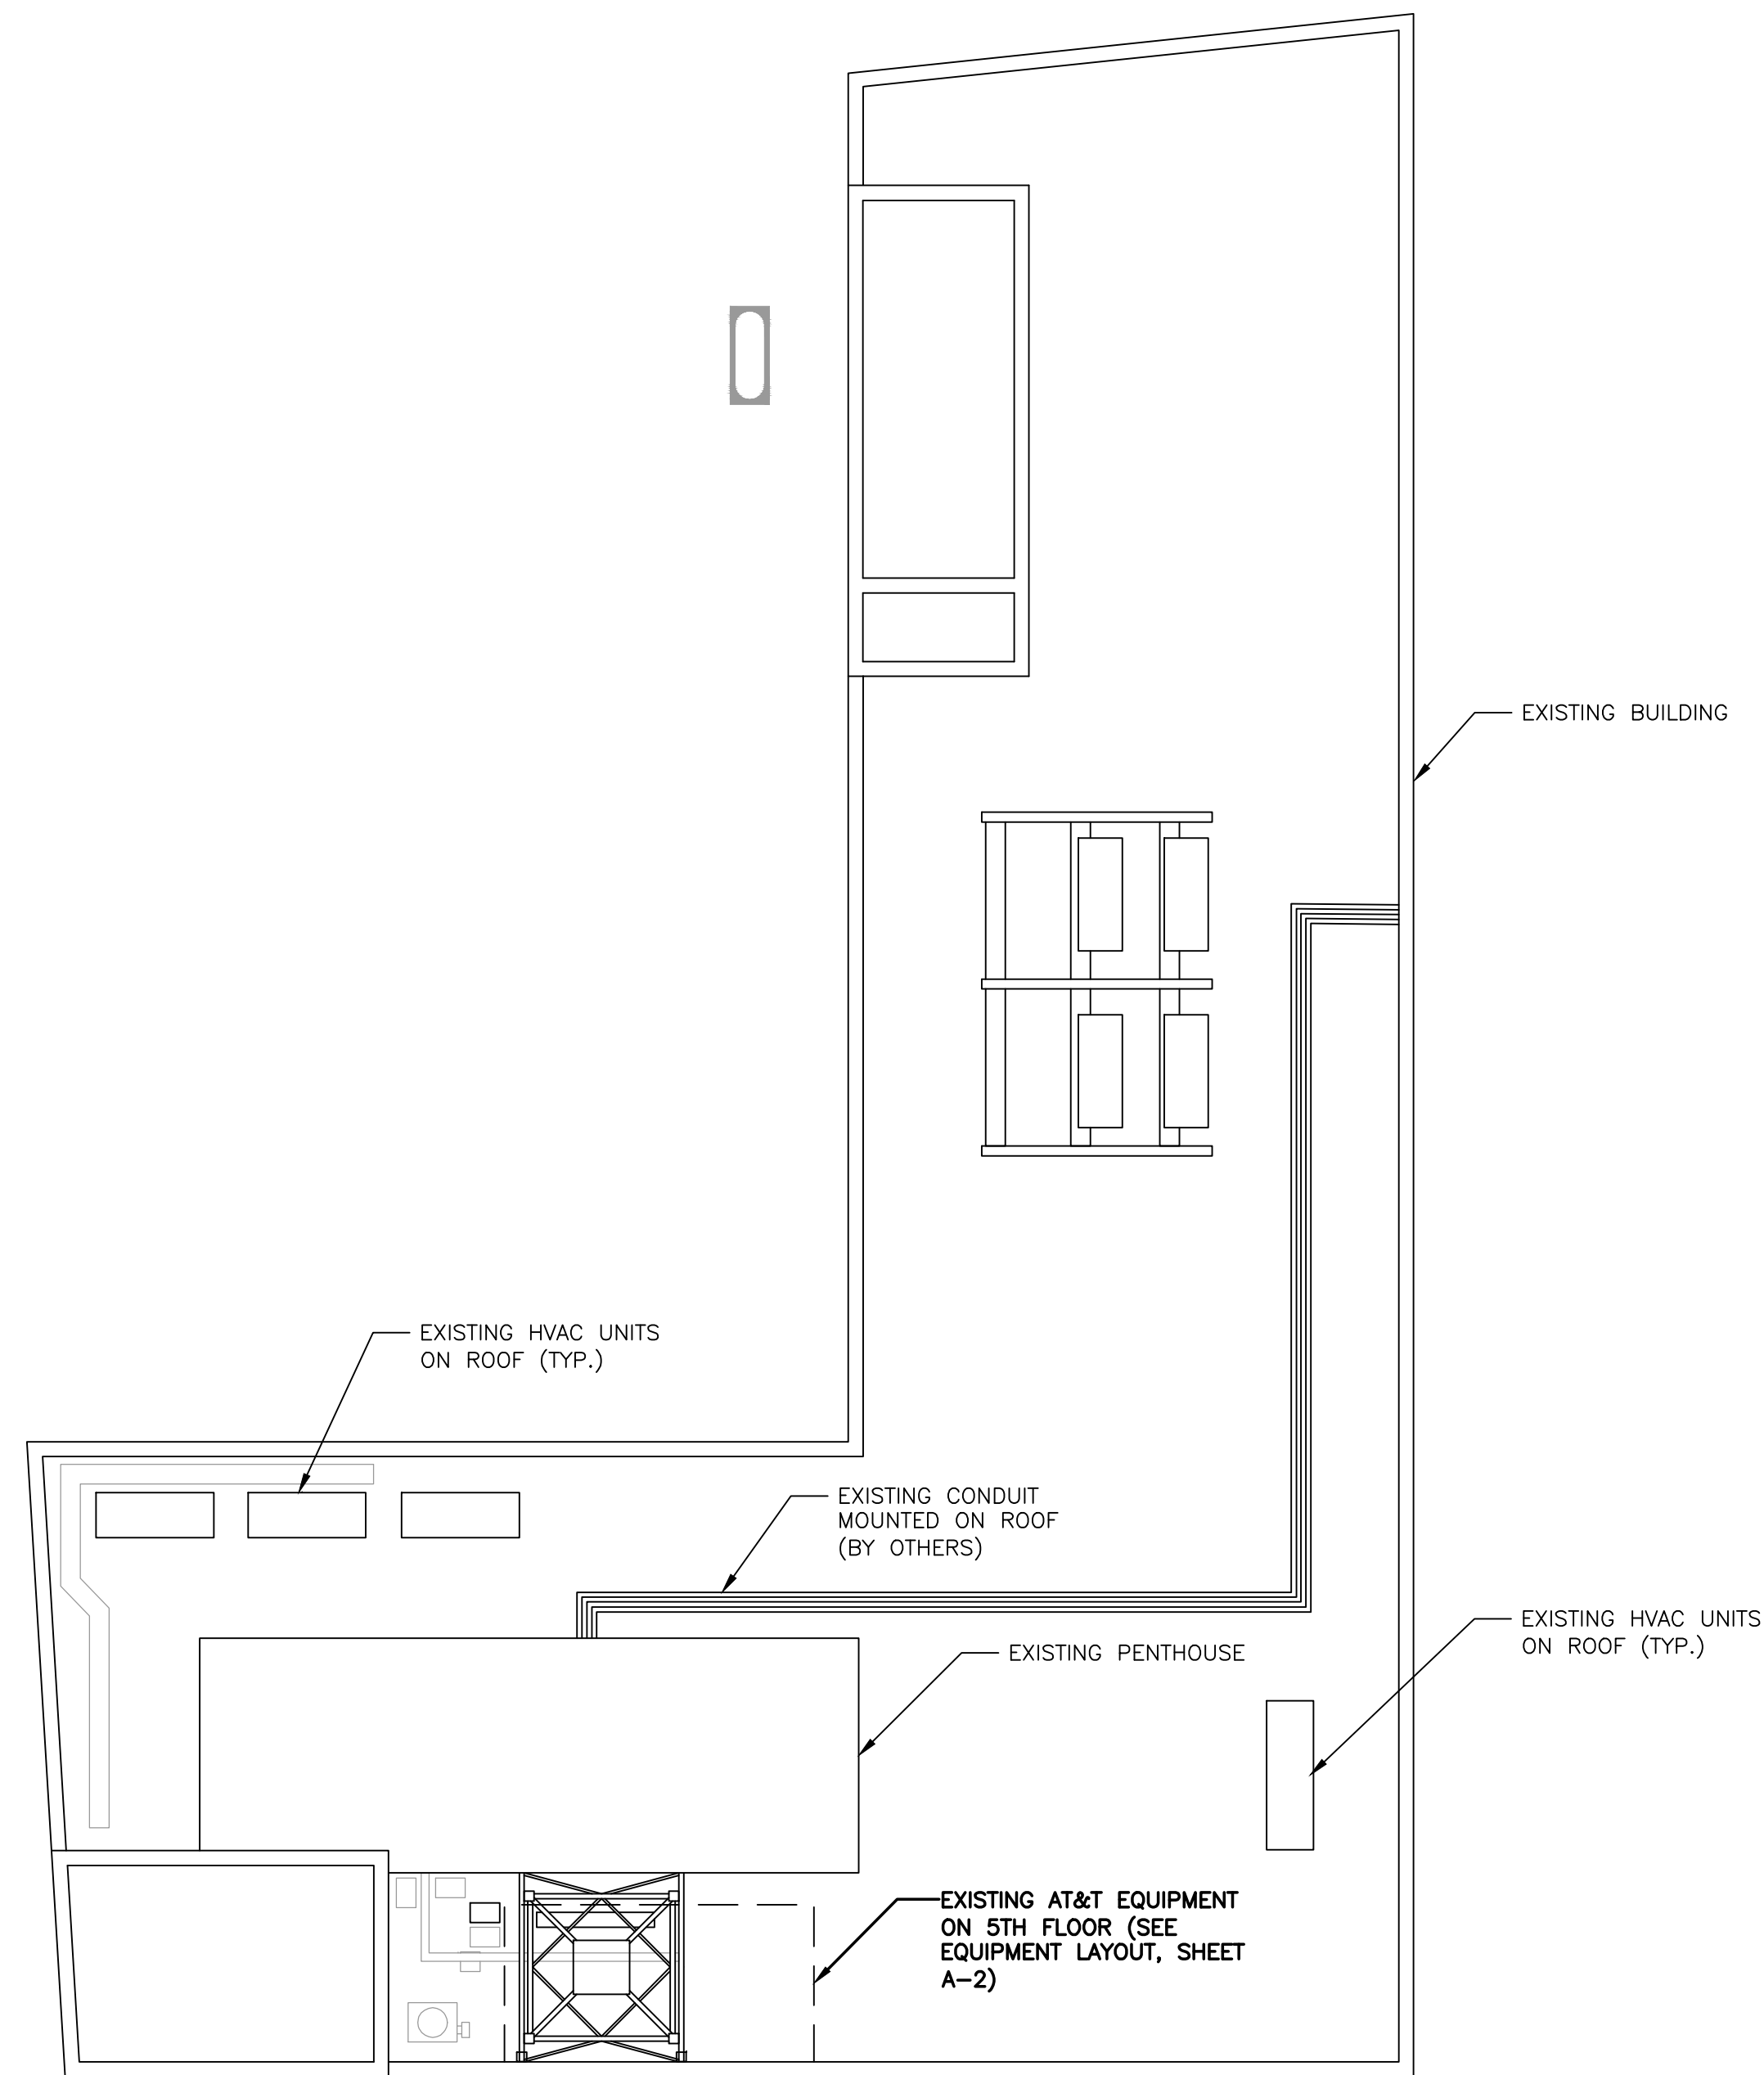 EXISTING BUILDING
EXISTING HVAC UNITS
ON ROOF (TYP.)
EXISTING CONDUIT
MOUNTED ON ROOF
(BY OTHERS)
EXISTING HVAC UNITS
ON ROOF (TYP.)
EXISTING PENTHOUSE
EXISTING AT&T EQUIPMENT
ON 5TH FLOOR (SEE
EQUIPMENT LAYOUT, SHEET
A-2)